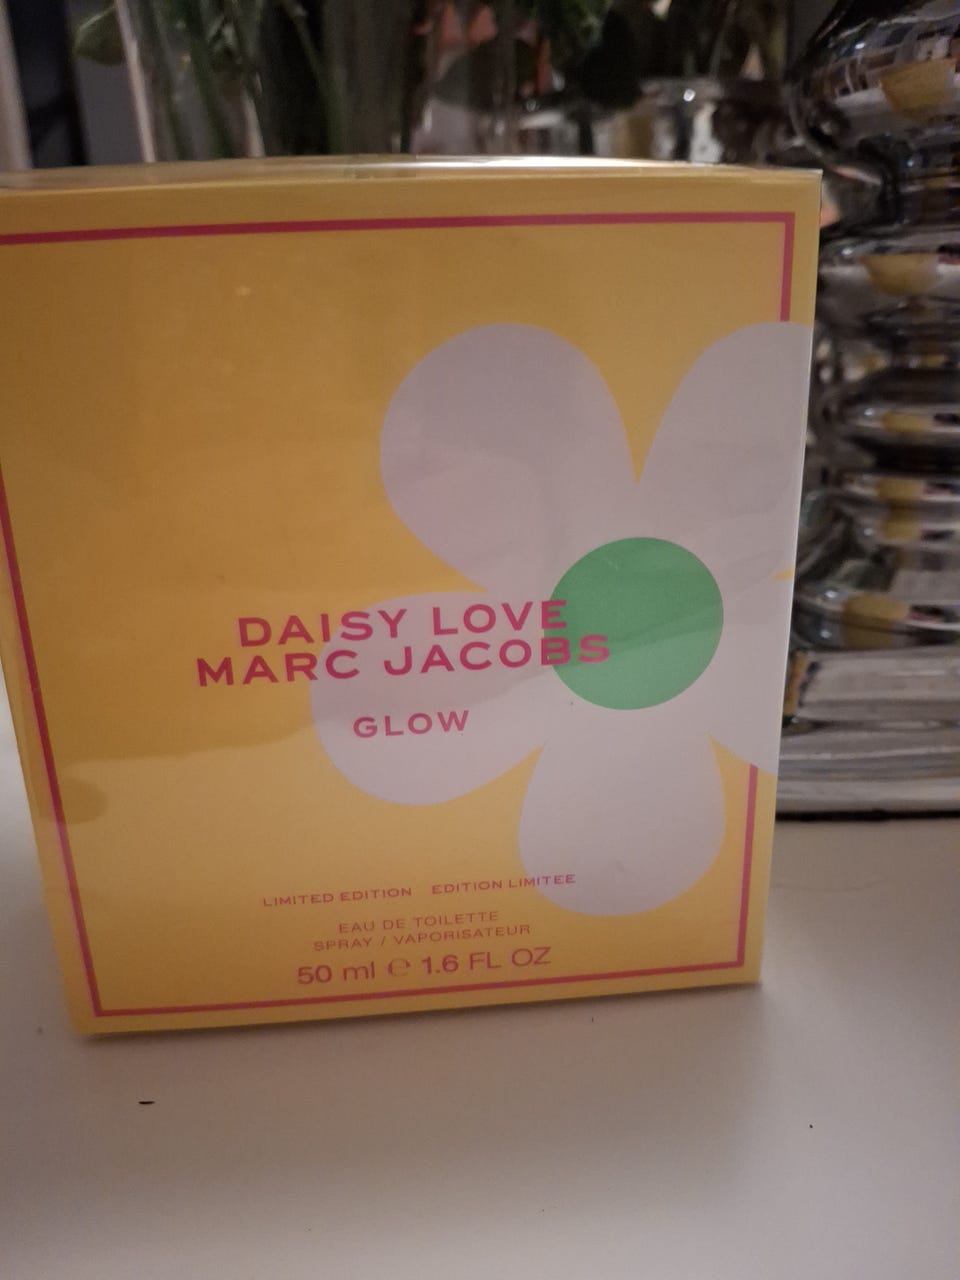 DAISY LOVE
MARC JACOBS
GLOW
LIMITED EDITION EDITION LIMITEE
EAU DE TOILETTE
SPRAY / VAPORISATEUR
50 ml ℮ 1.6 FL OZ